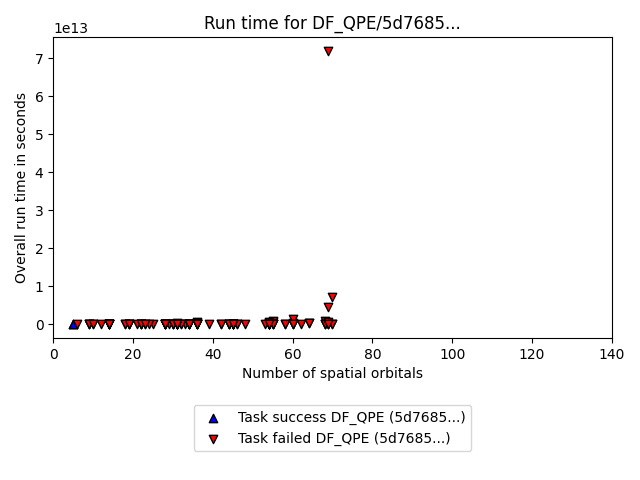 Run time for DF_QPE/5d7685...
1e13
7
6
5
4
3
2
1
0
Overall run time in seconds
0 20 40 60 80 100 120 140
Number of spatial orbitals
Task success DF_QPE (5d7685...)
Task failed DF_QPE (5d7685...)